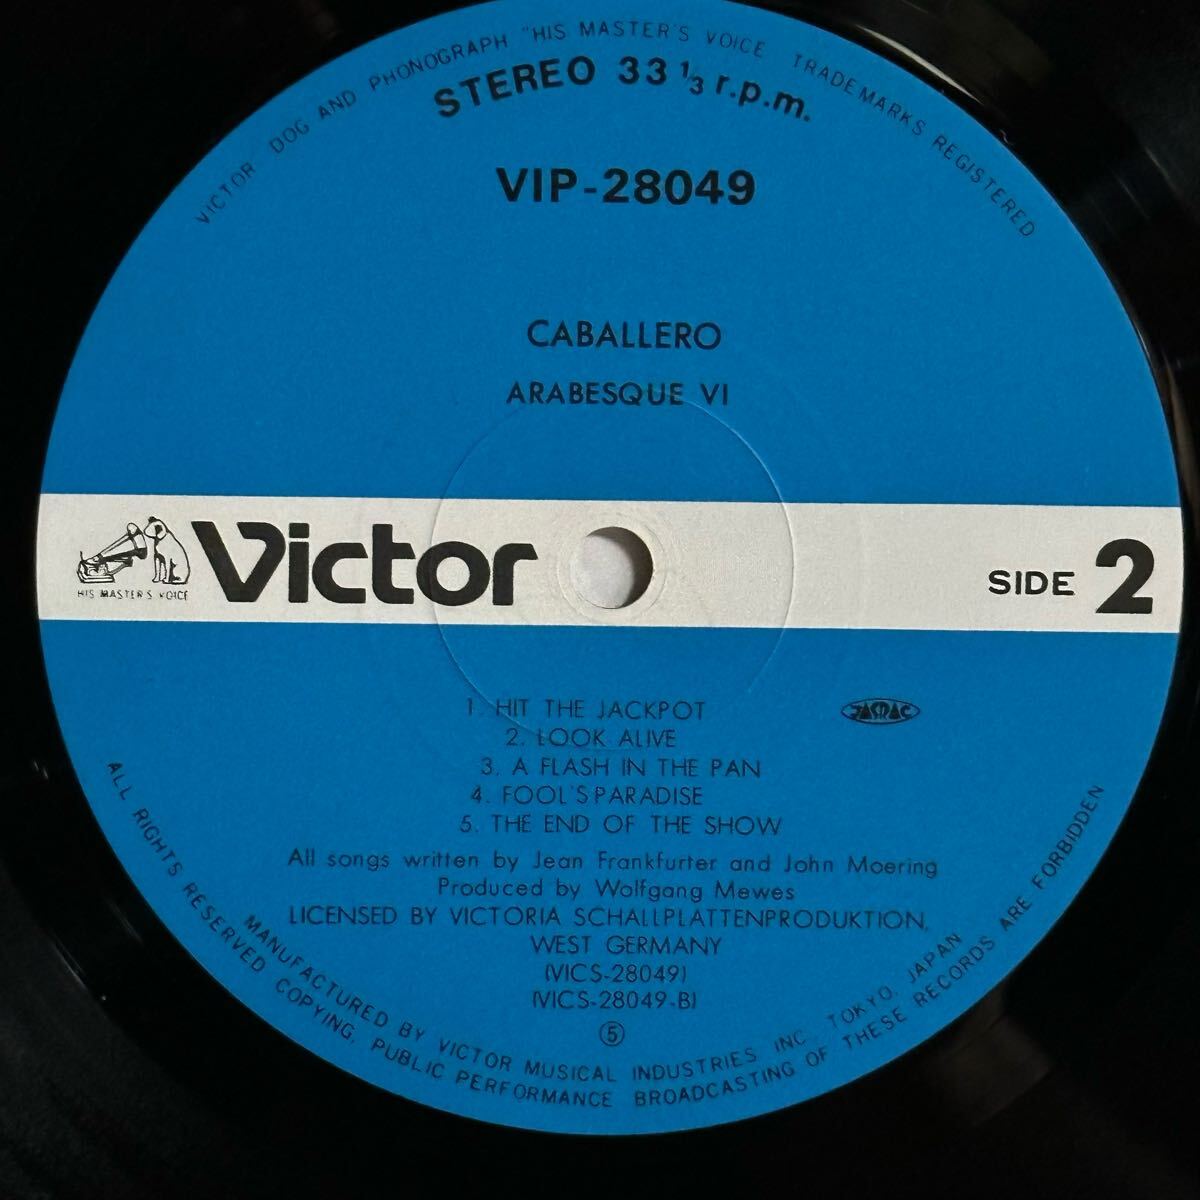 VICTOR DOG AND PHONOGRAPH "HIS MASTER'S VOICE TRADEMARKS REGISTERED
STEREO 33 1/3 r.p.m.
VIP-28049
CABALLERO
ARABESQUE VI
HIS MASTER'S VOICE
Victor
SIDE 2
1. HIT THE JACKPOT
JASRAC
2. LOOK ALIVE
3. A FLASH IN THE PAN
4. FOOL'S PARADISE
5. THE END OF THE SHOW
All songs written by Jean Frankfurter and John Moering
Produced by Wolfgang Mewes
LICENSED BY VICTORIA SCHALLPLATTENPRODUKTION,
WEST GERMANY
(VICS-28049)
(VICS-28049-B)
⑤
MANUFACTURED BY VICTOR MUSICAL INDUSTRIES INC. TOKYO, JAPAN
ALL RIGHTS RESERVED COPYING, PUBLIC PERFORMANCE BROADCASTING OF THESE RECORDS ARE FORBIDDEN